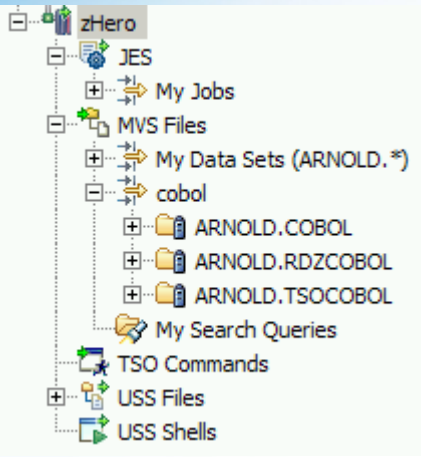 zHero
JES
My Jobs
MVS Files
My Data Sets (ARNOLD.*)
cobol
ARNOLD.COBOL
ARNOLD.RDZCOBOL
ARNOLD.TSOCOBOL
My Search Queries
TSO Commands
USS Files
USS Shells